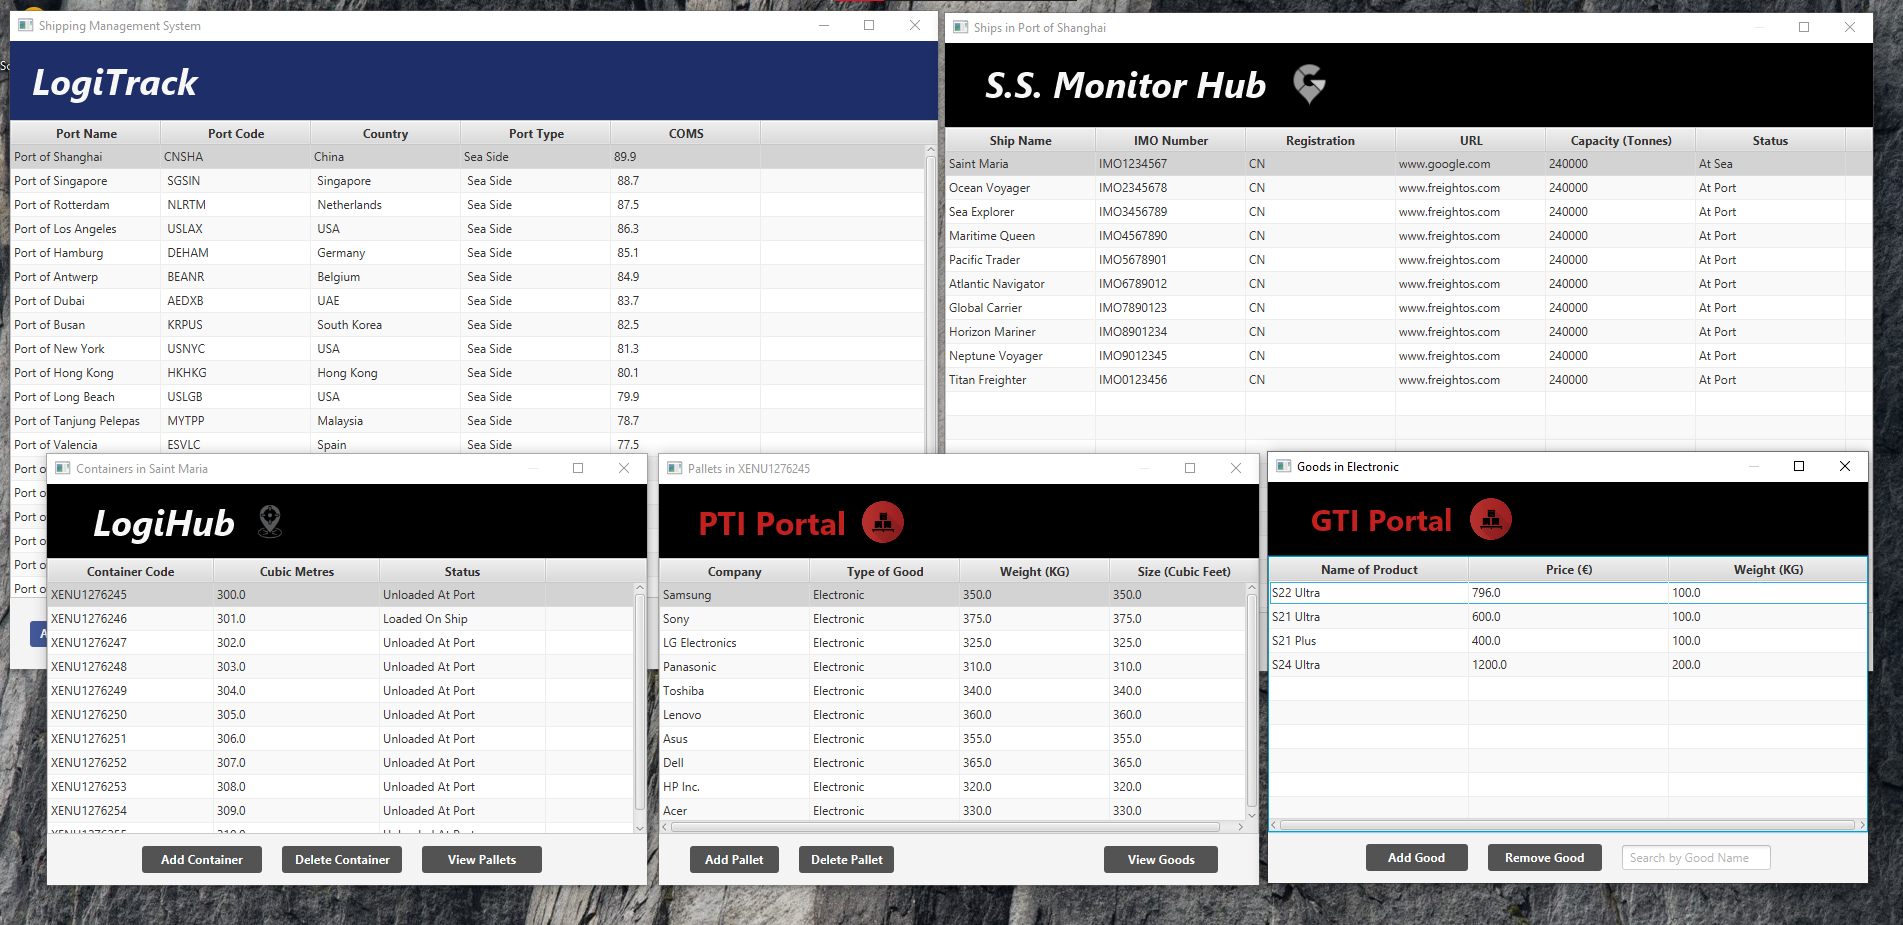 Shipping Management System
LogiTrack
Port Name Port Code Country Port Type COMS
Port of Shanghai CNSHA China Sea Side 89.9
Port of Singapore SGSIN Singapore Sea Side 88.7
Port of Rotterdam NLRTM Netherlands Sea Side 87.5
Port of Los Angeles USLAX USA Sea Side 86.3
Port of Hamburg DEHAM Germany Sea Side 85.1
Port of Antwerp BEANR Belgium Sea Side 84.9
Port of Dubai AEDXB UAE Sea Side 83.7
Port of Busan KRPUS South Korea Sea Side 82.5
Port of New York USNYC USA Sea Side 81.3
Port of Hong Kong HKHKG Hong Kong Sea Side 80.1
Port of Long Beach USLGB USA Sea Side 79.9
Port of Tanjung Pelepas MYTPP Malaysia Sea Side 78.7
Port of Valencia ESVLC Spain Sea Side 77.5
Port o
Port o
Port o
Port o
Port o
Port o
Ships in Port of Shanghai
S.S. Monitor Hub
Ship Name IMO Number Registration URL Capacity (Tonnes) Status
Saint Maria IMO1234567 CN www.google.com 240000 At Sea
Ocean Voyager IMO2345678 CN www.freightos.com 240000 At Port
Sea Explorer IMO3456789 CN www.freightos.com 240000 At Port
Maritime Queen IMO4567890 CN www.freightos.com 240000 At Port
Pacific Trader IMO5678901 CN www.freightos.com 240000 At Port
Atlantic Navigator IMO6789012 CN www.freightos.com 240000 At Port
Global Carrier IMO7890123 CN www.freightos.com 240000 At Port
Horizon Mariner IMO8901234 CN www.freightos.com 240000 At Port
Neptune Voyager IMO9012345 CN www.freightos.com 240000 At Port
Titan Freighter IMO0123456 CN www.freightos.com 240000 At Port
Containers in Saint Maria
LogiHub
Container Code Cubic Metres Status
XENU1276245 300.0 Unloaded At Port
XENU1276246 301.0 Loaded On Ship
XENU1276247 302.0 Unloaded At Port
XENU1276248 303.0 Unloaded At Port
XENU1276249 304.0 Unloaded At Port
XENU1276250 305.0 Unloaded At Port
XENU1276251 306.0 Unloaded At Port
XENU1276252 307.0 Unloaded At Port
XENU1276253 308.0 Unloaded At Port
XENU1276254 309.0 Unloaded At Port
Add Container Delete Container View Pallets
Pallets in XENU1276245
PTI Portal
Company Type of Good Weight (KG) Size (Cubic Feet)
Samsung Electronic 350.0 350.0
Sony Electronic 375.0 375.0
LG Electronics Electronic 325.0 325.0
Panasonic Electronic 310.0 310.0
Toshiba Electronic 340.0 340.0
Lenovo Electronic 360.0 360.0
Asus Electronic 355.0 355.0
Dell Electronic 365.0 365.0
HP Inc. Electronic 320.0 320.0
Acer Electronic 330.0 330.0
Add Pallet Delete Pallet View Goods
Goods in Electronic
GTI Portal
Name of Product Price (€) Weight (KG)
S22 Ultra 796.0 100.0
S21 Ultra 600.0 100.0
S21 Plus 400.0 100.0
S24 Ultra 1200.0 200.0
Add Good Remove Good Search by Good Name